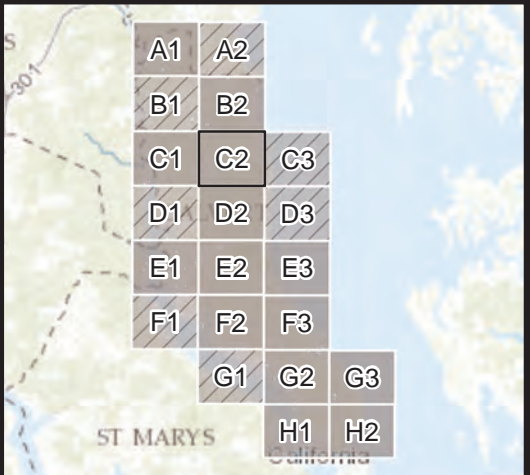 A1 A2
S
301
B1 B2
C1 C2 C3
D1 D2 D3
E1 E2 E3
F1 F2 F3
G1 G2 G3
ST MARYS
H1 H2
California